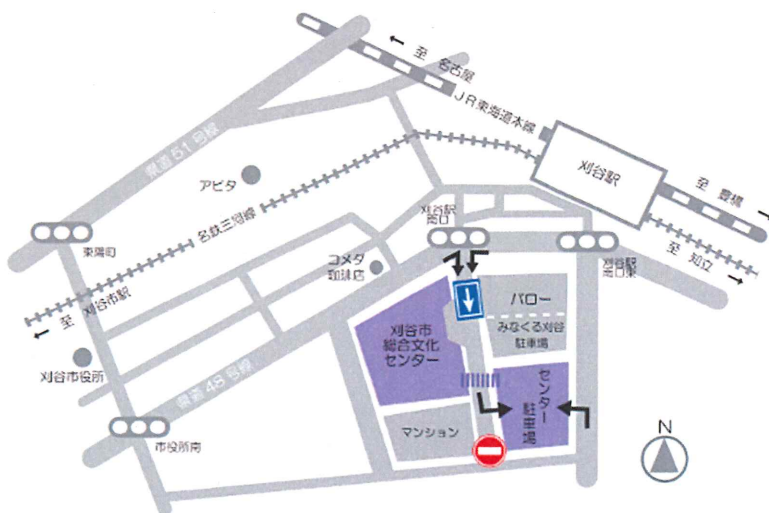 ← 至 名古屋
JR東海道本線
県道51号線
アピタ
刈谷駅
至 豊橋 →
名鉄三河線
刈谷駅
南口
東陽町
コメダ
珈琲店
刈谷駅
南口東
至 知立 →
← 至 刈谷市駅
バロー
みなくる刈谷
駐車場
刈谷市
総合文化
センター
刈谷市役所
県道48号線
センター
駐車場
マンション
市役所南
N